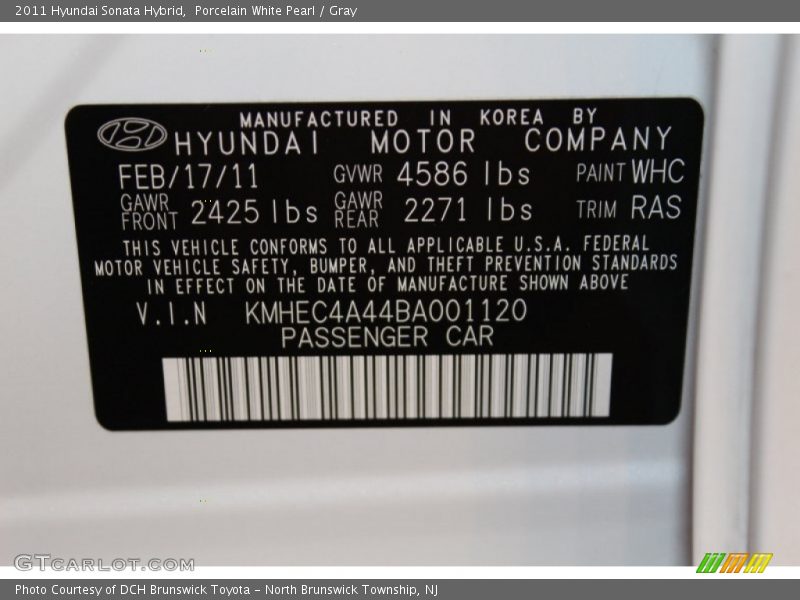 2011 Hyundai Sonata Hybrid,  Porcelain White Pearl / Gray
MANUFACTURED IN KOREA BY
HYUNDAI MOTOR COMPANY
FEB/17/11 GVWR 4586 lbs PAINT WHC
GAWR FRONT 2425 lbs GAWR REAR 2271 lbs TRIM RAS
THIS VEHICLE CONFORMS TO ALL APPLICABLE U.S.A. FEDERAL
MOTOR VEHICLE SAFETY, BUMPER, AND THEFT PREVENTION STANDARDS
IN EFFECT ON THE DATE OF MANUFACTURE SHOWN ABOVE
V.I.N KMHEC4A44BA001120
PASSENGER CAR
GTCARLOT.COM
Photo Courtesy of DCH Brunswick Toyota - North Brunswick Township, NJ